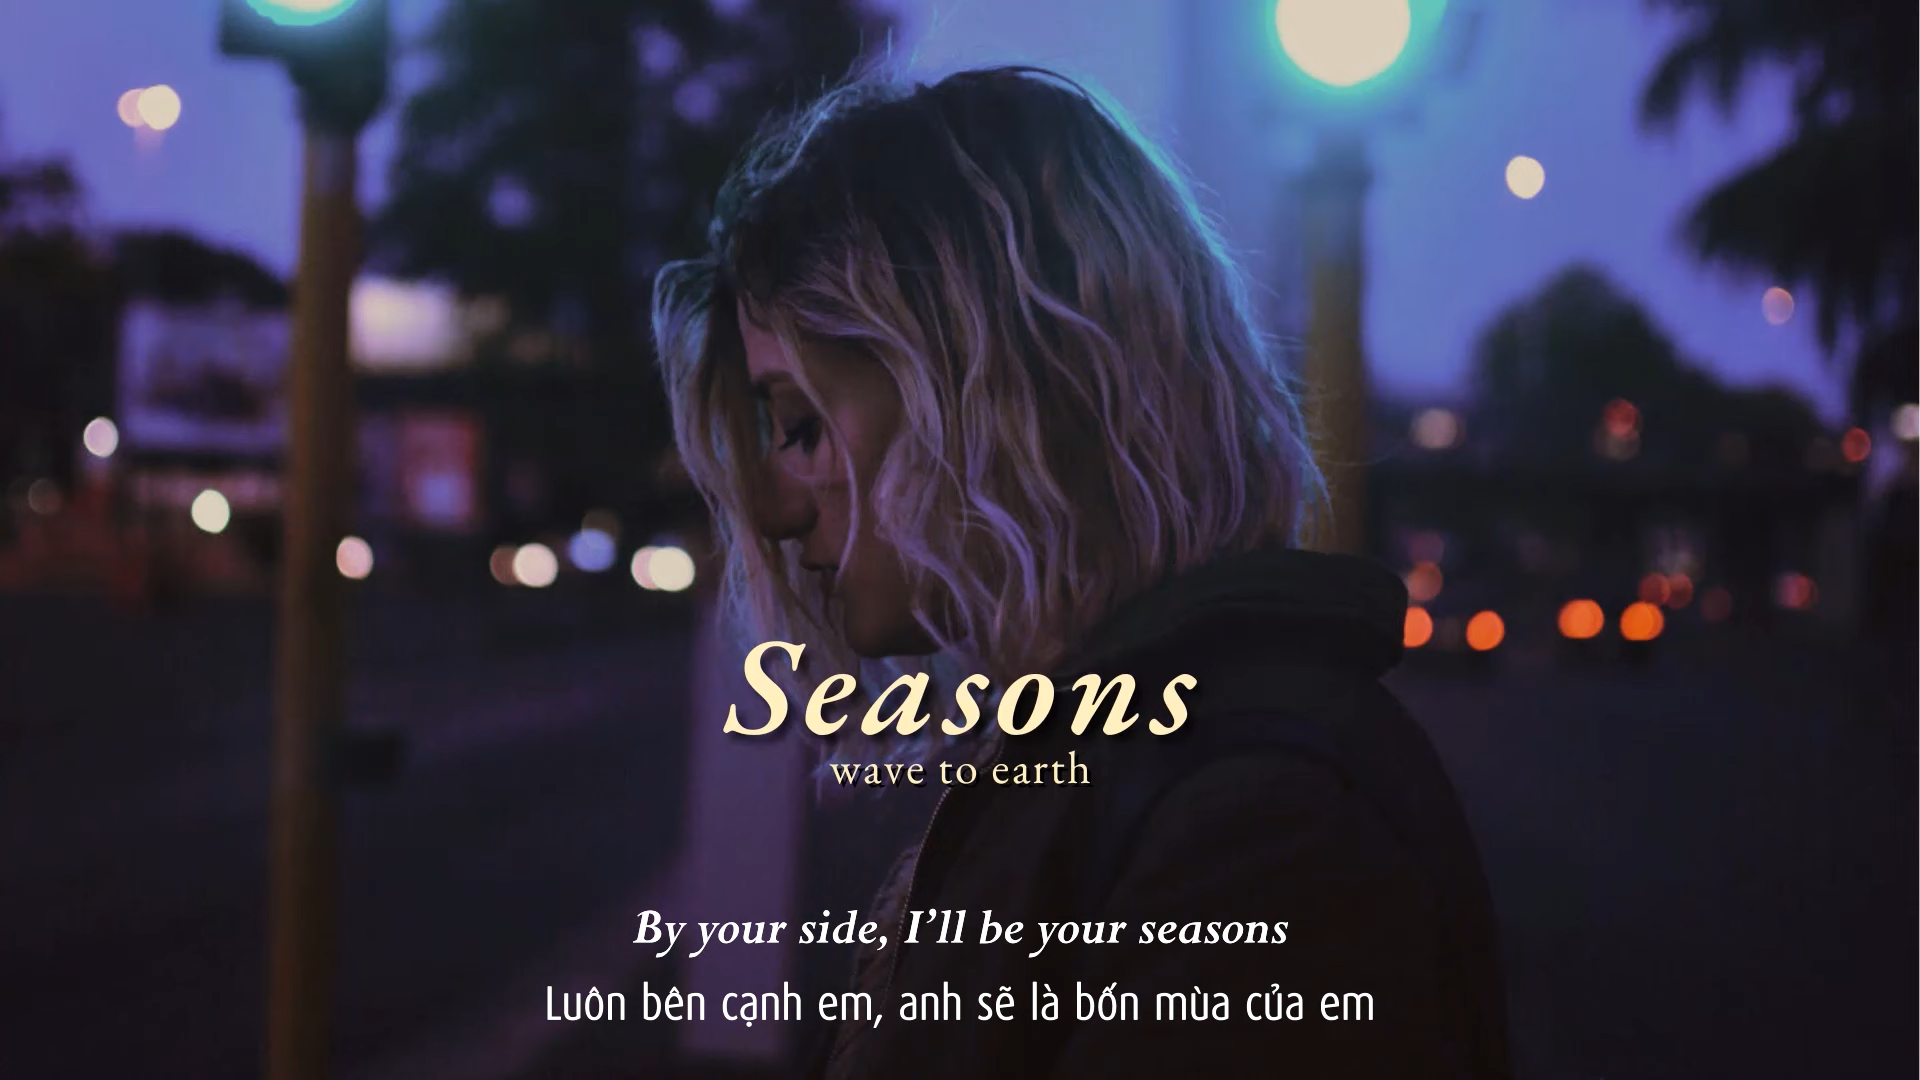 Seasons
wave to earth
By your side, I’ll be your seasons
Luôn bên cạnh em, anh sẽ là bốn mùa của em